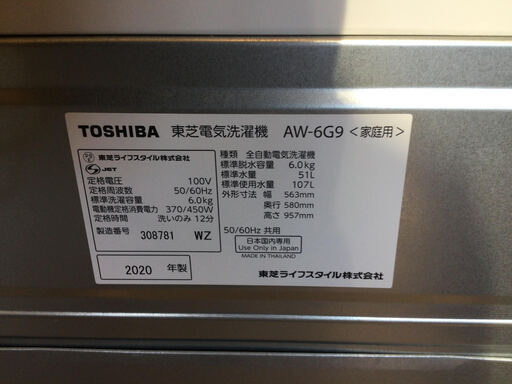 TOSHIBA 東芝電気洗濯機 AW-6G9 <家庭用>
東芝ライフスタイル株式会社
JET
定格電圧 100V
定格周波数 50/60Hz
標準洗濯容量 6.0kg
電動機定格消費電力 370/450W
定格時間 洗いのみ 12分
製造番号 308781 WZ
2020 年製
種類 全自動電気洗濯機
標準脱水容量 6.0kg
標準水量 51L
標準使用水量 107L
外形寸法 幅 563mm
奥行 580mm
高さ 957mm
50/60Hz 共用
日本国内専用
Use Only in Japan
MADE IN THAILAND
東芝ライフスタイル株式会社